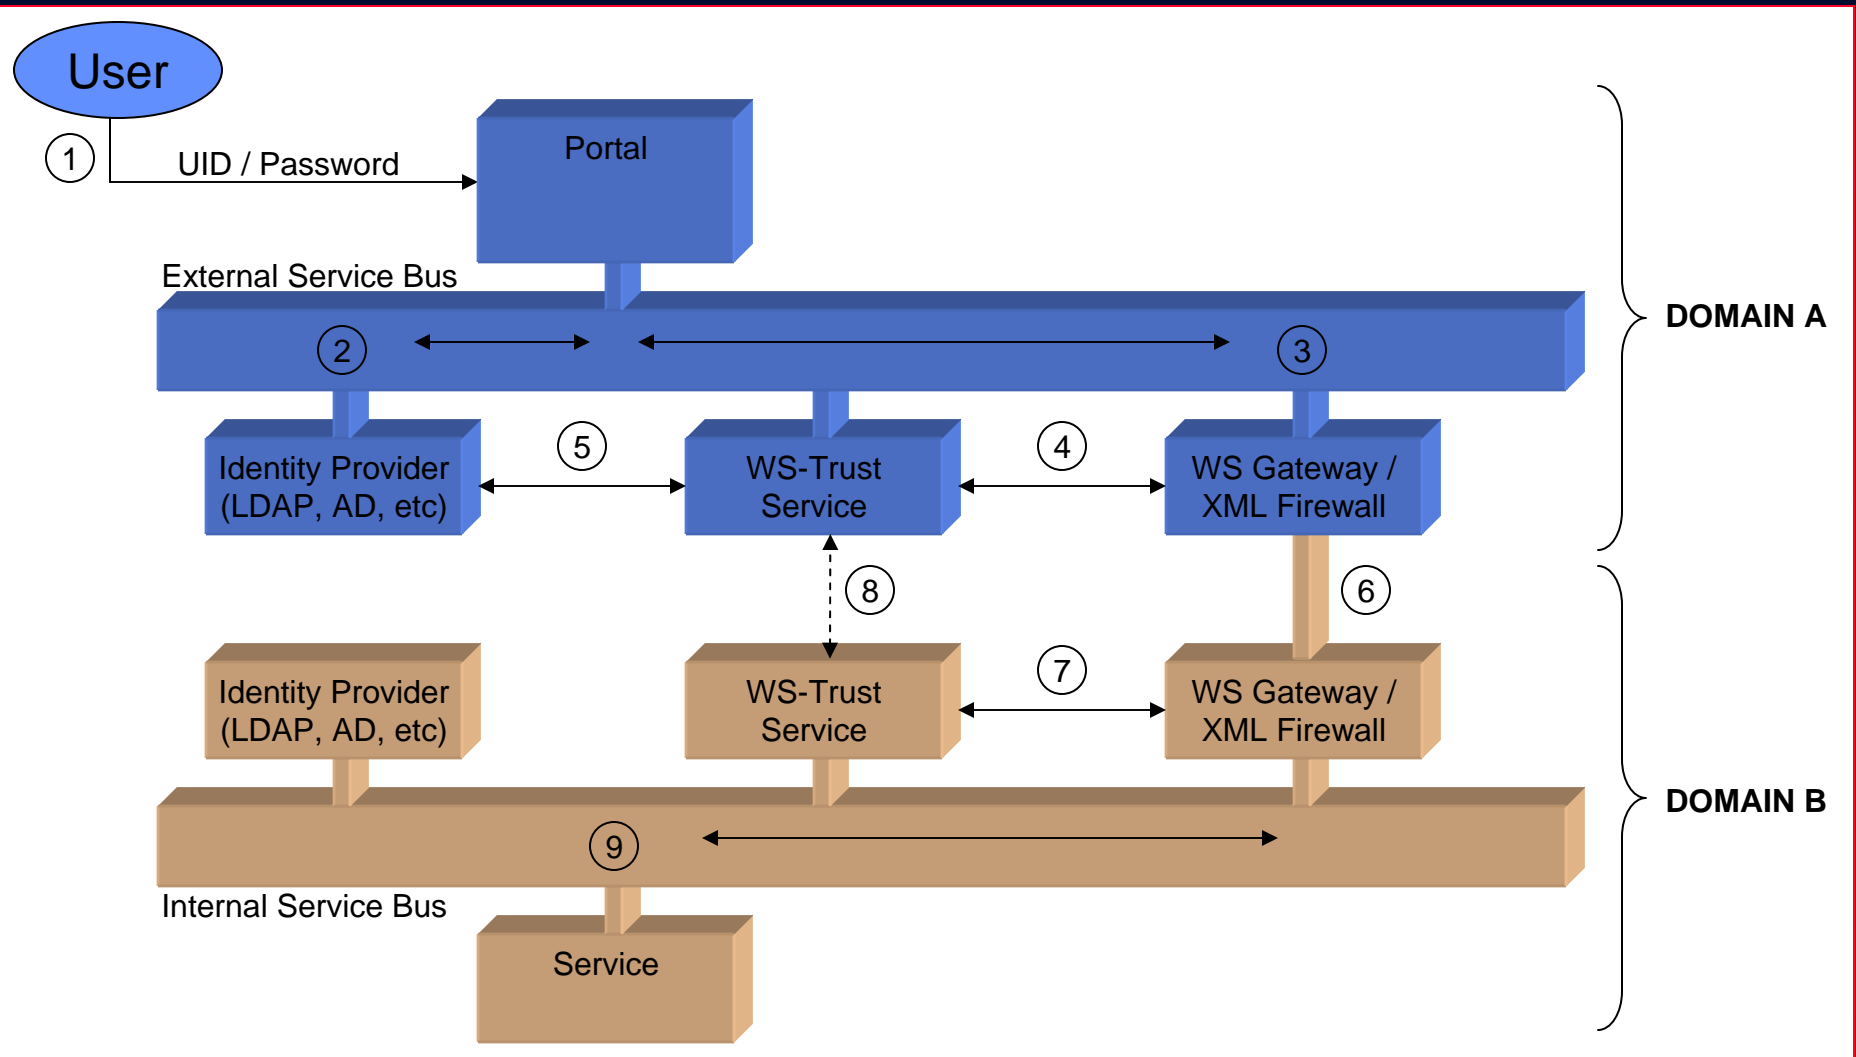 User
1
UID / Password
Portal
External Service Bus
2
3
DOMAIN A
Identity Provider
(LDAP, AD, etc)
5
WS-Trust
Service
4
WS Gateway /
XML Firewall
8
6
Identity Provider
(LDAP, AD, etc)
WS-Trust
Service
7
WS Gateway /
XML Firewall
DOMAIN B
9
Internal Service Bus
Service